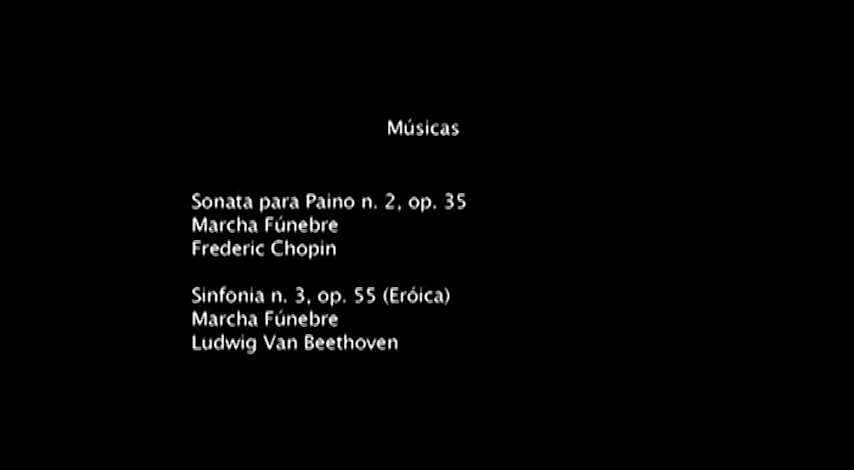 Músicas
Sonata para Paino n. 2, op. 35
Marcha Fúnebre
Frederic Chopin
Sinfonia n. 3, op. 55 (Eróica)
Marcha Fúnebre
Ludwig Van Beethoven